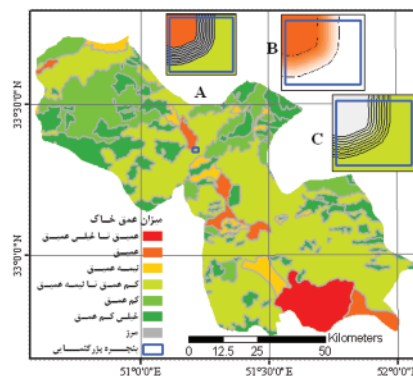 A
B
C
33°30'0"N
33°0'0"N
میزان عمق خاک
عمیق تا خیلی عمیق
عمیق
نیمه عمیق
کم عمق تا نیمه عمیق
کم عمق
خیلی کم عمق
مرز
پنجره بزرگنمایی
Kilometers
0 12.5 25 50
51°0'0"E 51°30'0"E 52°0'0"E